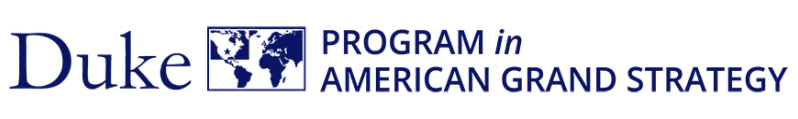 Duke
PROGRAM in
AMERICAN GRAND STRATEGY